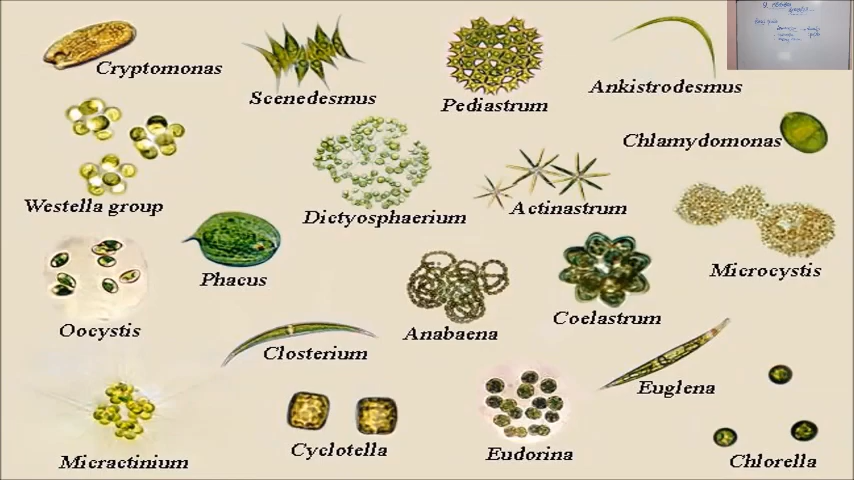 Cryptomonas
Scenedesmus
Pediastrum
Ankistrodesmus
Chlamydomonas
Westella group
Dictyosphaerium
Actinastrum
Phacus
Microcystis
Oocystis
Closterium
Anabaena
Coelastrum
Euglena
Micractinium
Cyclotella
Eudorina
Chlorella